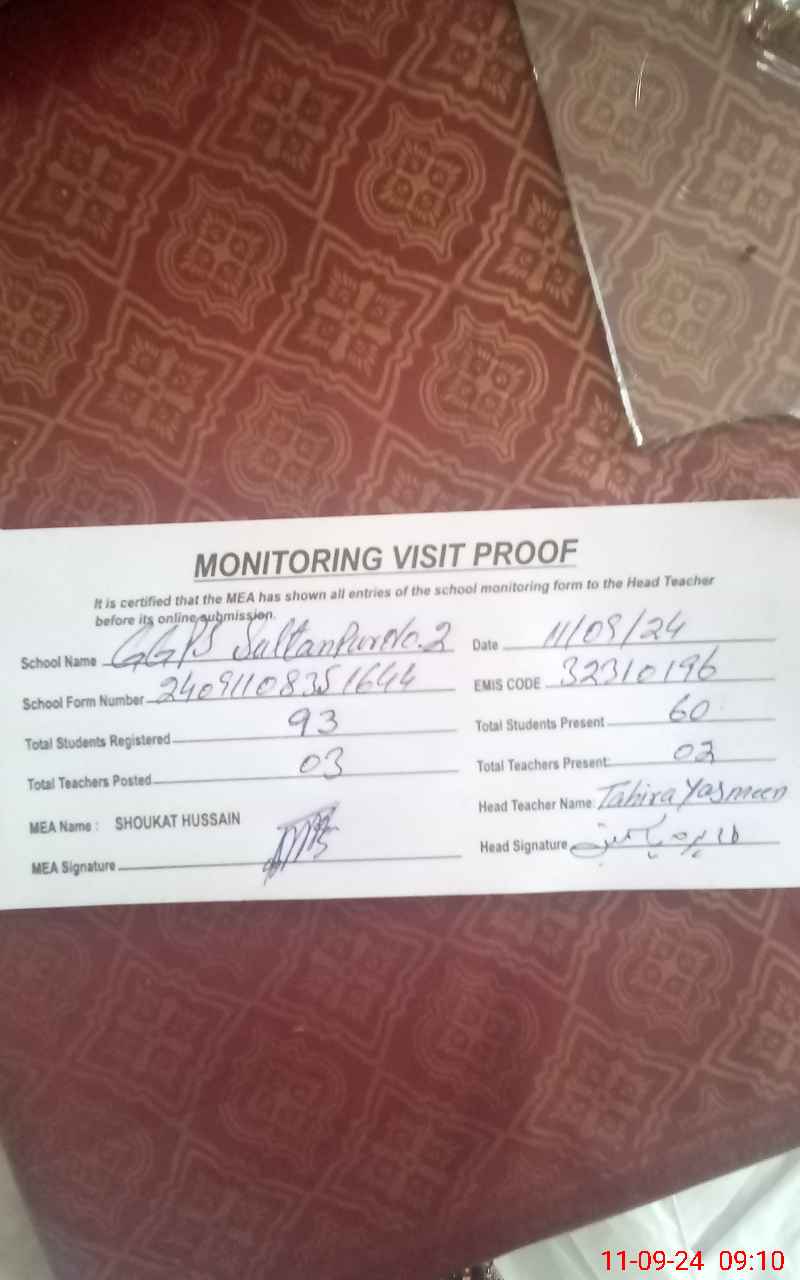 MONITORING VISIT PROOF
It is certified that the MEA has shown all entries of the school monitoring form to the Head Teacher
before its online submission.
School Name GGPS Sultanpur No.2 Date 11/09/24
School Form Number 24091108351644 EMIS CODE 32310196
Total Students Registered 93 Total Students Present 60
Total Teachers Posted 03 Total Teachers Present: 03
MEA Name : SHOUKAT HUSSAIN Head Teacher Name Tahira Yasmeen
MEA Signature Head Signature طاہرہ یاسمین
11-09-24 09:10